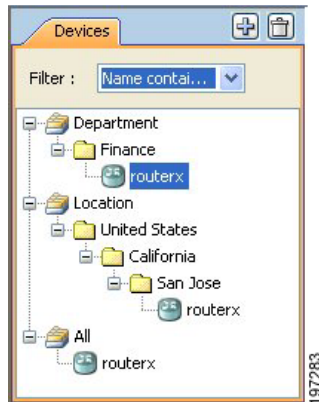 Devices
Filter :
Name contai...
Department
Finance
routerx
Location
United States
California
San Jose
routerx
All
routerx
197283